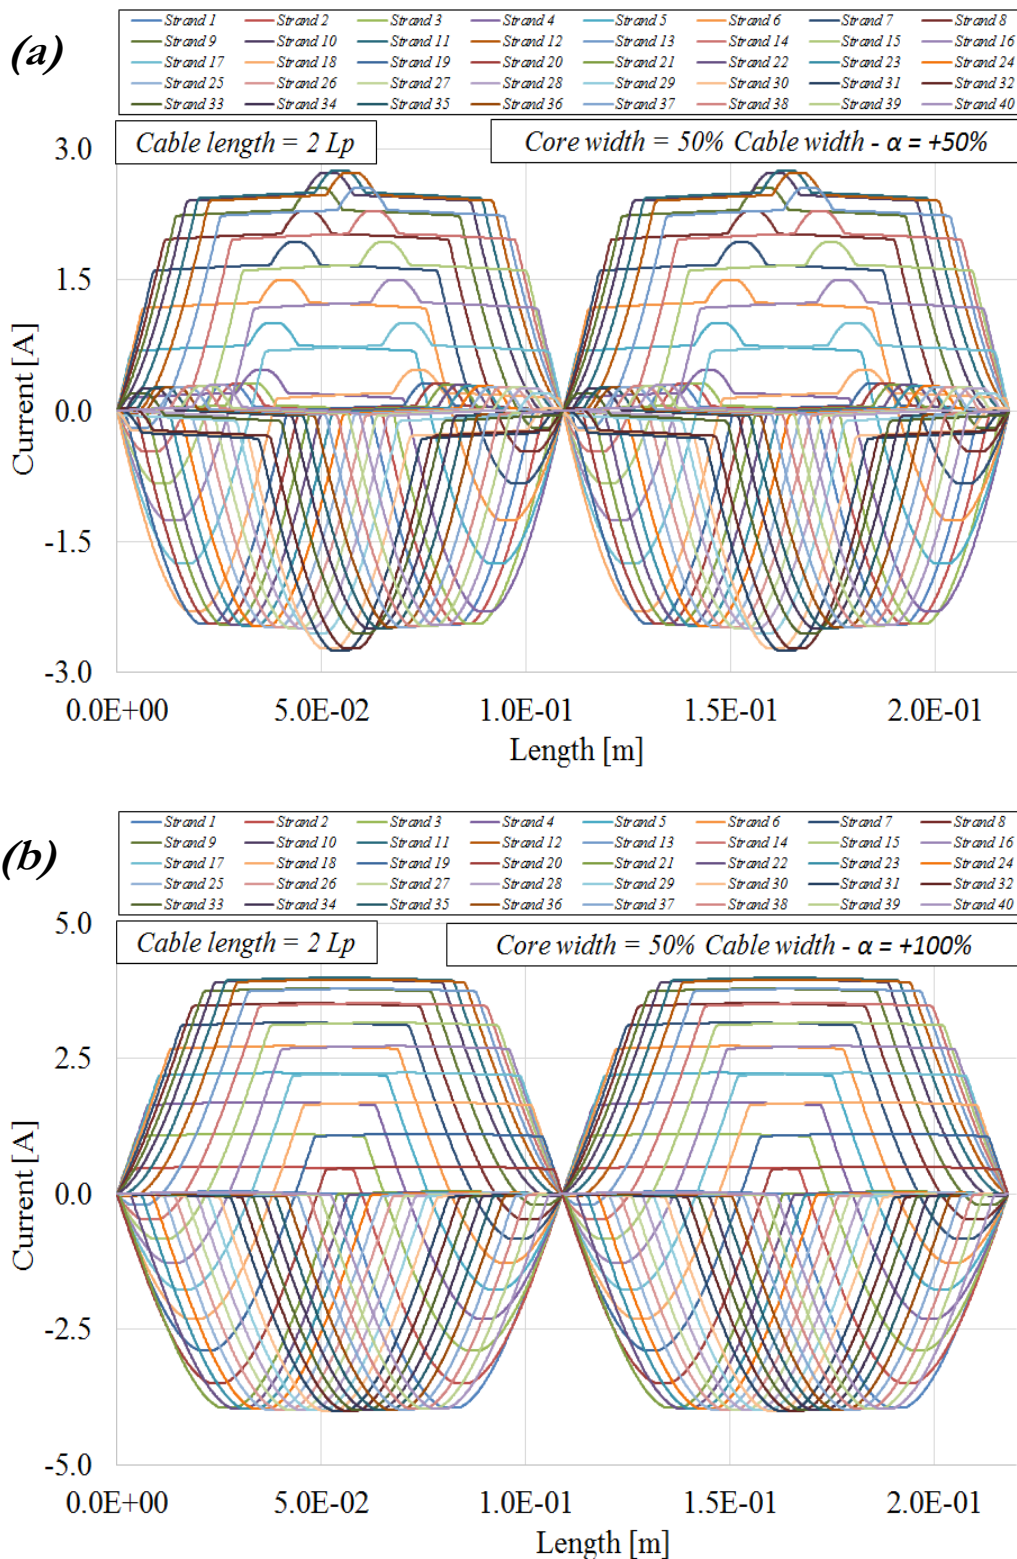 (a)
Strand 1 Strand 2 Strand 3 Strand 4 Strand 5 Strand 6 Strand 7 Strand 8
Strand 9 Strand 10 Strand 11 Strand 12 Strand 13 Strand 14 Strand 15 Strand 16
Strand 17 Strand 18 Strand 19 Strand 20 Strand 21 Strand 22 Strand 23 Strand 24
Strand 25 Strand 26 Strand 27 Strand 28 Strand 29 Strand 30 Strand 31 Strand 32
Strand 33 Strand 34 Strand 35 Strand 36 Strand 37 Strand 38 Strand 39 Strand 40
Cable length = 2 Lp
Core width = 50% Cable width - α = +50%
3.0
1.5
0.0
-1.5
-3.0
Current [A]
0.0E+00 5.0E-02 1.0E-01 1.5E-01 2.0E-01
Length [m]
(b)
Strand 1 Strand 2 Strand 3 Strand 4 Strand 5 Strand 6 Strand 7 Strand 8
Strand 9 Strand 10 Strand 11 Strand 12 Strand 13 Strand 14 Strand 15 Strand 16
Strand 17 Strand 18 Strand 19 Strand 20 Strand 21 Strand 22 Strand 23 Strand 24
Strand 25 Strand 26 Strand 27 Strand 28 Strand 29 Strand 30 Strand 31 Strand 32
Strand 33 Strand 34 Strand 35 Strand 36 Strand 37 Strand 38 Strand 39 Strand 40
Cable length = 2 Lp
Core width = 50% Cable width - α = +100%
5.0
2.5
0.0
-2.5
-5.0
Current [A]
0.0E+00 5.0E-02 1.0E-01 1.5E-01 2.0E-01
Length [m]